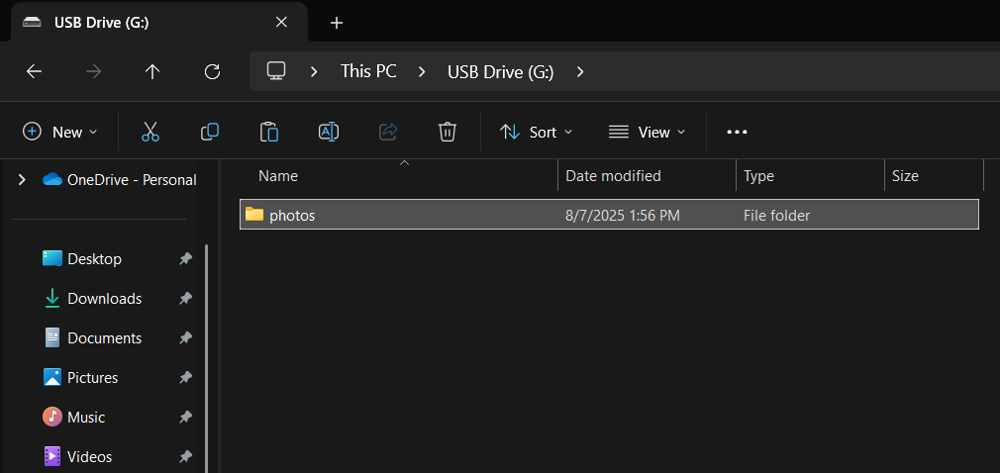 USB Drive (G:)
This PC USB Drive (G:)
New Sort View
OneDrive - Personal
Name Date modified Type Size
photos 8/7/2025 1:56 PM File folder
Desktop
Downloads
Documents
Pictures
Music
Videos